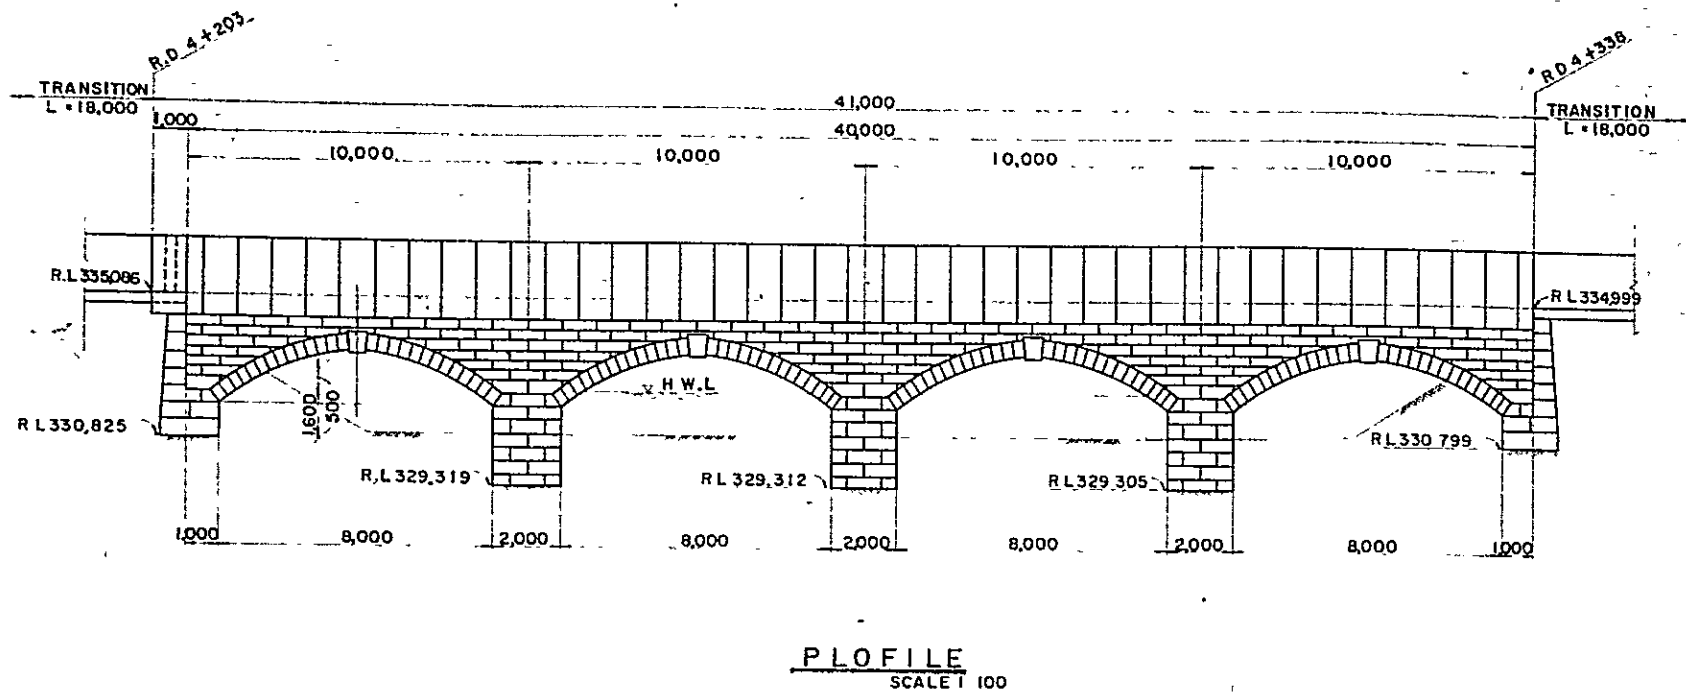 R.D 4+203
R D 4+338
TRANSITION
L = 18,000
41,000
TRANSITION
L = 18,000
1,000
40,000
10,000
10,000
10,000
10,000
R.L 335,086
R L 334,999
H W.L
1,600
500
R L 330,825
R L 330 799
R.L 329,319
R L 329,312
R L 329 305
1,000
8,000
2,000
8,000
2,000
8,000
2,000
8,000
1,000
PLOFILE
SCALE 1 100